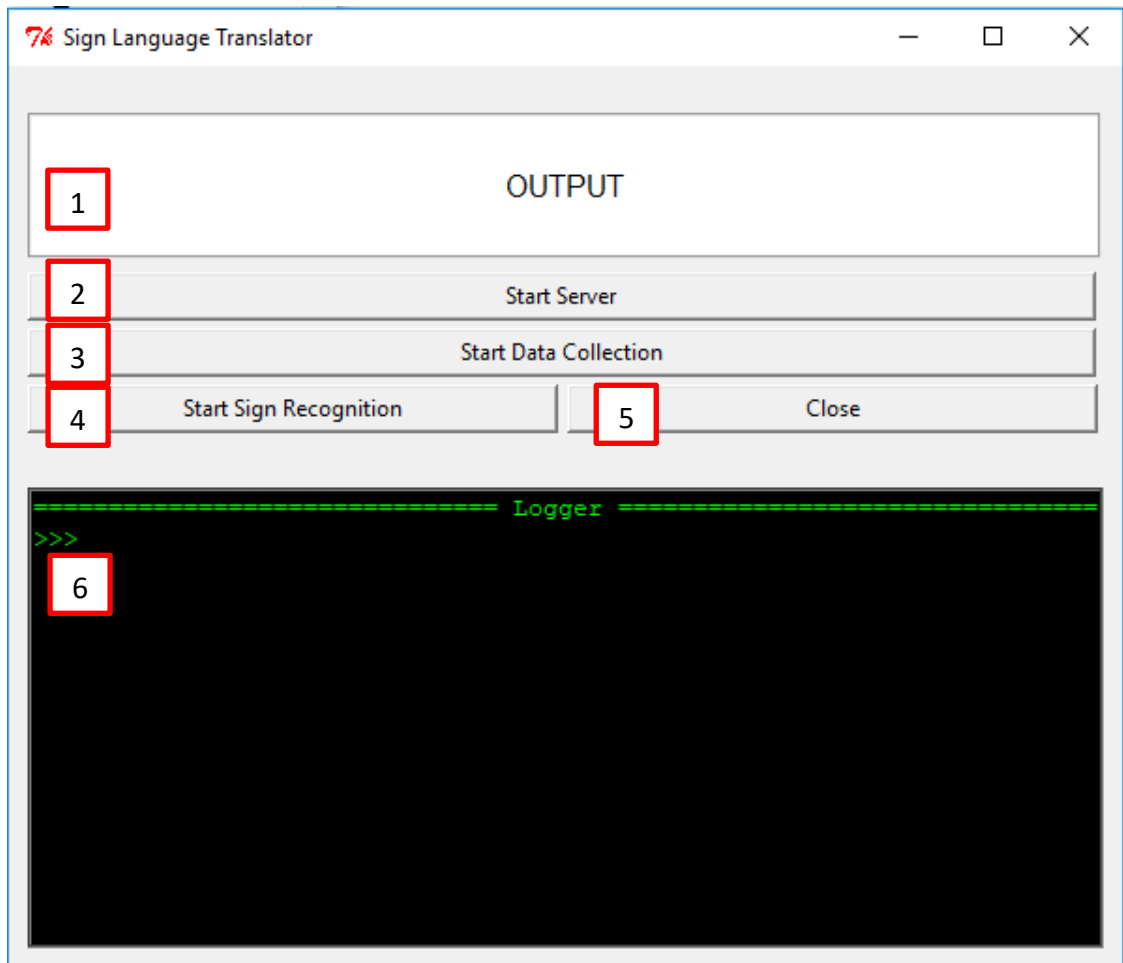 Sign Language Translator
OUTPUT
1
2 Start Server
3 Start Data Collection
4 Start Sign Recognition 5 Close
============================== Logger ===============================
>>>
6